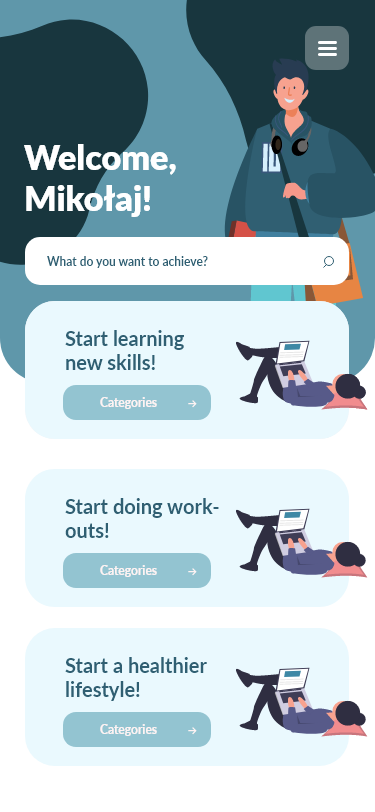 Welcome,
Mikołaj!
What do you want to achieve?
Start learning
new skills!
Categories
Start doing work-
outs!
Categories
Start a healthier
lifestyle!
Categories